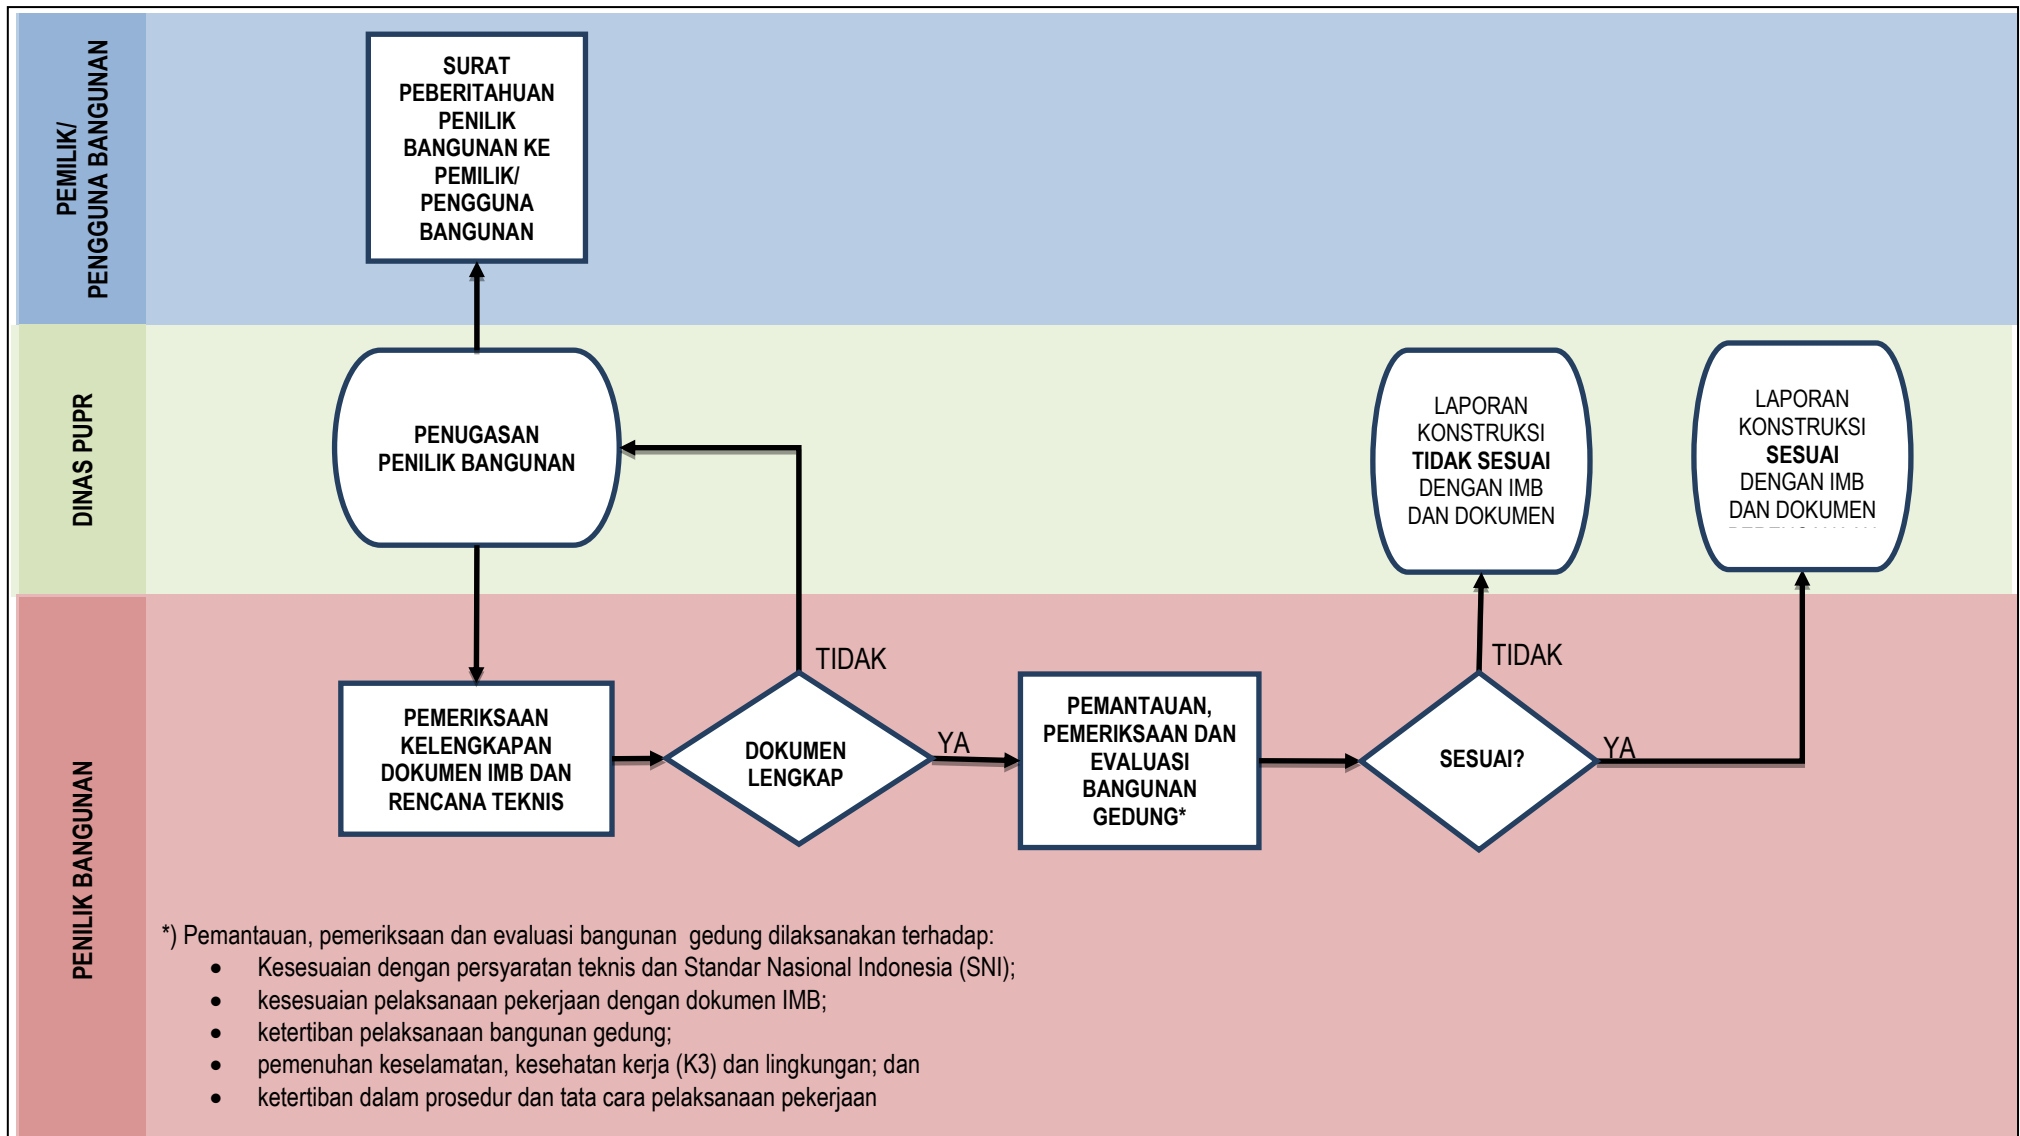 PEMILIK/
PENGGUNA BANGUNAN
SURAT
PEBERITAHUAN
PENILIK
BANGUNAN KE
PEMILIK/
PENGGUNA
BANGUNAN
DINAS PUPR
PENUGASAN
PENILIK BANGUNAN
LAPORAN
KONSTRUKSI
TIDAK SESUAI
DENGAN IMB
DAN DOKUMEN
LAPORAN
KONSTRUKSI
SESUAI
DENGAN IMB
DAN DOKUMEN
PENILIK BANGUNAN
PEMERIKSAAN
KELENGKAPAN
DOKUMEN IMB DAN
RENCANA TEKNIS
DOKUMEN
LENGKAP
TIDAK
YA
PEMANTAUAN,
PEMERIKSAAN DAN
EVALUASI
BANGUNAN
GEDUNG*
SESUAI?
TIDAK
YA
*) Pemantauan, pemeriksaan dan evaluasi bangunan  gedung dilaksanakan terhadap:
• Kesesuaian dengan persyaratan teknis dan Standar Nasional Indonesia (SNI);
• kesesuaian pelaksanaan pekerjaan dengan dokumen IMB;
• ketertiban pelaksanaan bangunan gedung;
• pemenuhan keselamatan, kesehatan kerja (K3) dan lingkungan; dan
• ketertiban dalam prosedur dan tata cara pelaksanaan pekerjaan